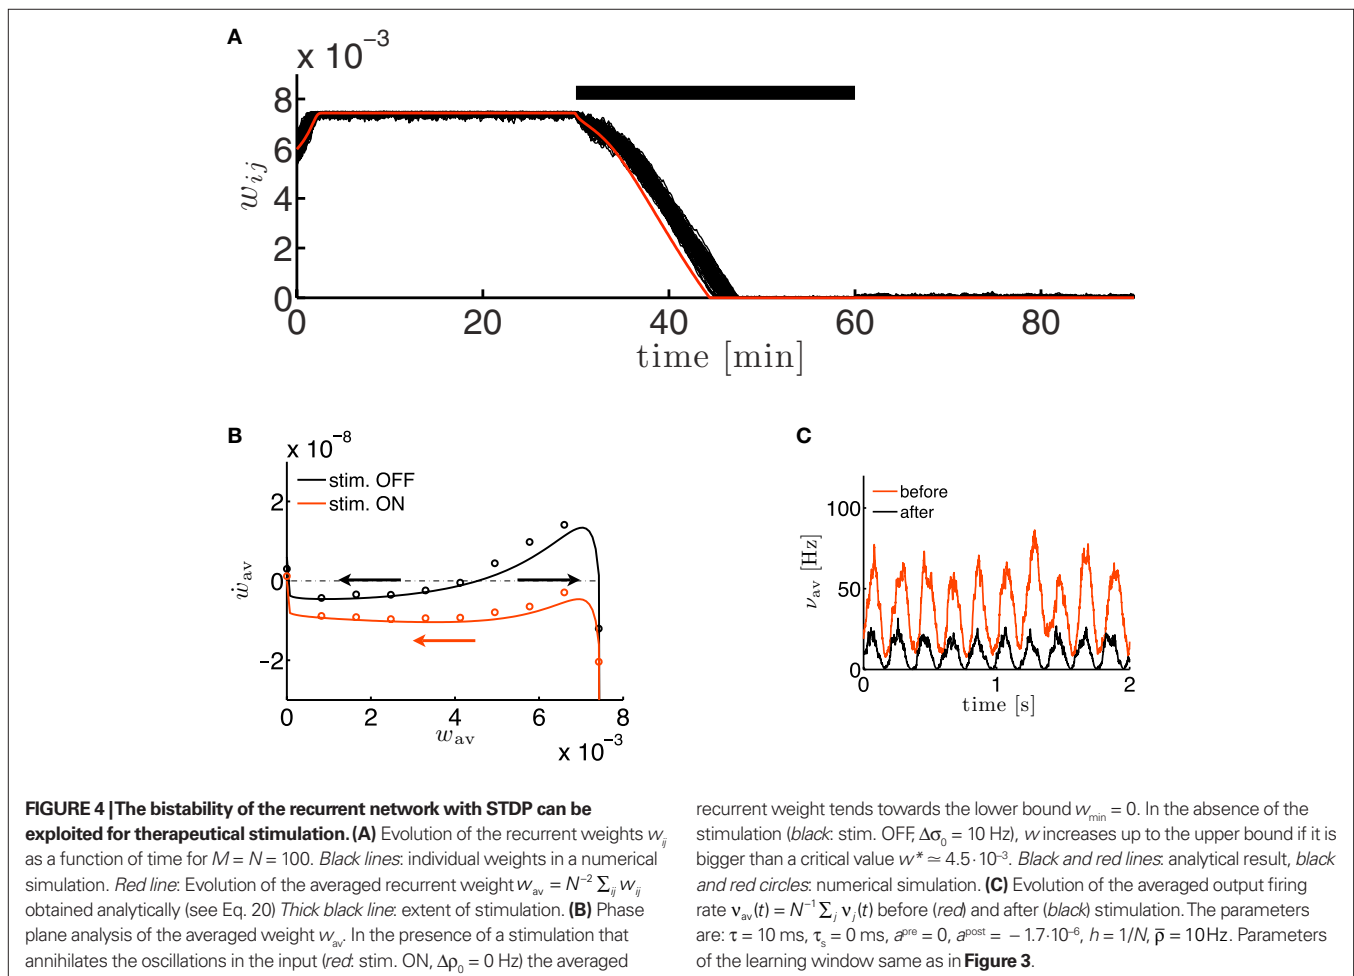 A
x 10⁻³
8
6
4
2
0
w_ij
0 20 40 60 80
time [min]
B
x 10⁻⁸
stim. OFF
stim. ON
2
0
−2
ẇ_av
0 2 4 6 8
w_av
x 10⁻³
C
before
after
100
50
0
ν_av [Hz]
0 1 2
time [s]
FIGURE 4 | The bistability of the recurrent network with STDP can be
exploited for therapeutical stimulation. (A) Evolution of the recurrent weights w_ij
as a function of time for M = N = 100. Black lines: individual weights in a numerical
simulation. Red line: Evolution of the averaged recurrent weight w_av = N⁻² Σ_ij w_ij
obtained analytically (see Eq. 20) Thick black line: extent of stimulation. (B) Phase
plane analysis of the averaged weight w_av. In the presence of a stimulation that
annihilates the oscillations in the input (red: stim. ON, Δρ₀ = 0 Hz) the averaged
recurrent weight tends towards the lower bound w_min = 0. In the absence of the
stimulation (black: stim. OFF, Δσ₀ = 10 Hz), w increases up to the upper bound if it is
bigger than a critical value w* ≃ 4.5·10⁻³. Black and red lines: analytical result, black
and red circles: numerical simulation. (C) Evolution of the averaged output firing
rate ν_av(t) = N⁻¹ Σ_j ν_j(t) before (red) and after (black) stimulation. The parameters
are: τ = 10 ms, τ_s = 0 ms, a^pre = 0, a^post = − 1.7·10⁻⁶, h = 1/N, ρ̄ = 10Hz. Parameters
of the learning window same as in Figure 3.